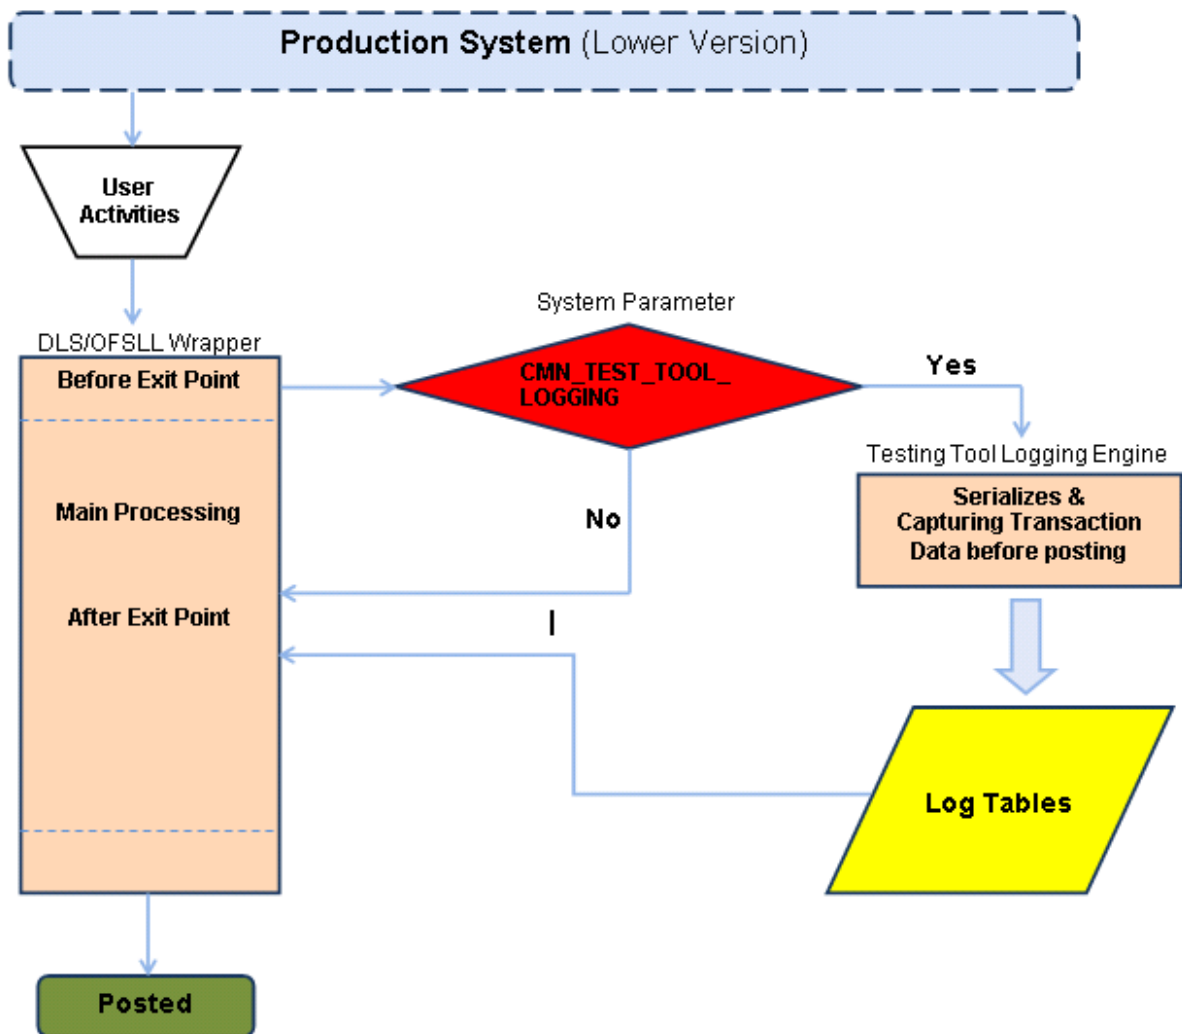 Production System (Lower Version)
User
Activities
System Parameter
DLS/OFSLL Wrapper
Before Exit Point
CMN_TEST_TOOL_
LOGGING
Yes
Testing Tool Logging Engine
Serializes &
Capturing Transaction
Data before posting
Main Processing
No
After Exit Point
I
Log Tables
Posted